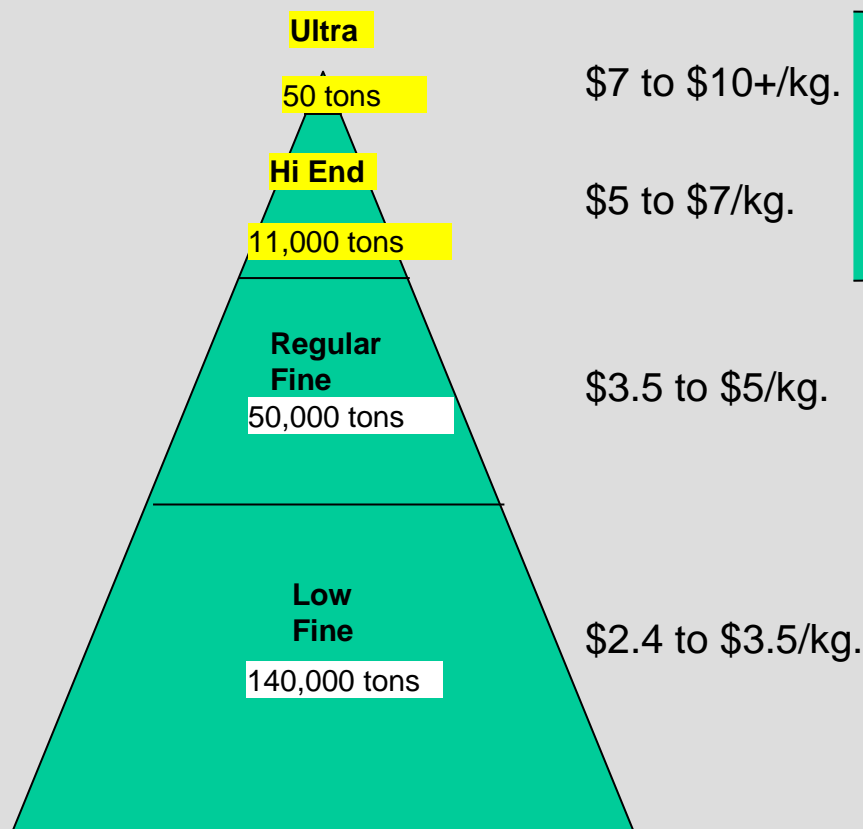 Ultra
50 tons
$7 to $10+/kg.
Hi End
$5 to $7/kg.
11,000 tons
Regular
Fine
$3.5 to $5/kg.
50,000 tons
Low
Fine
$2.4 to $3.5/kg.
140,000 tons